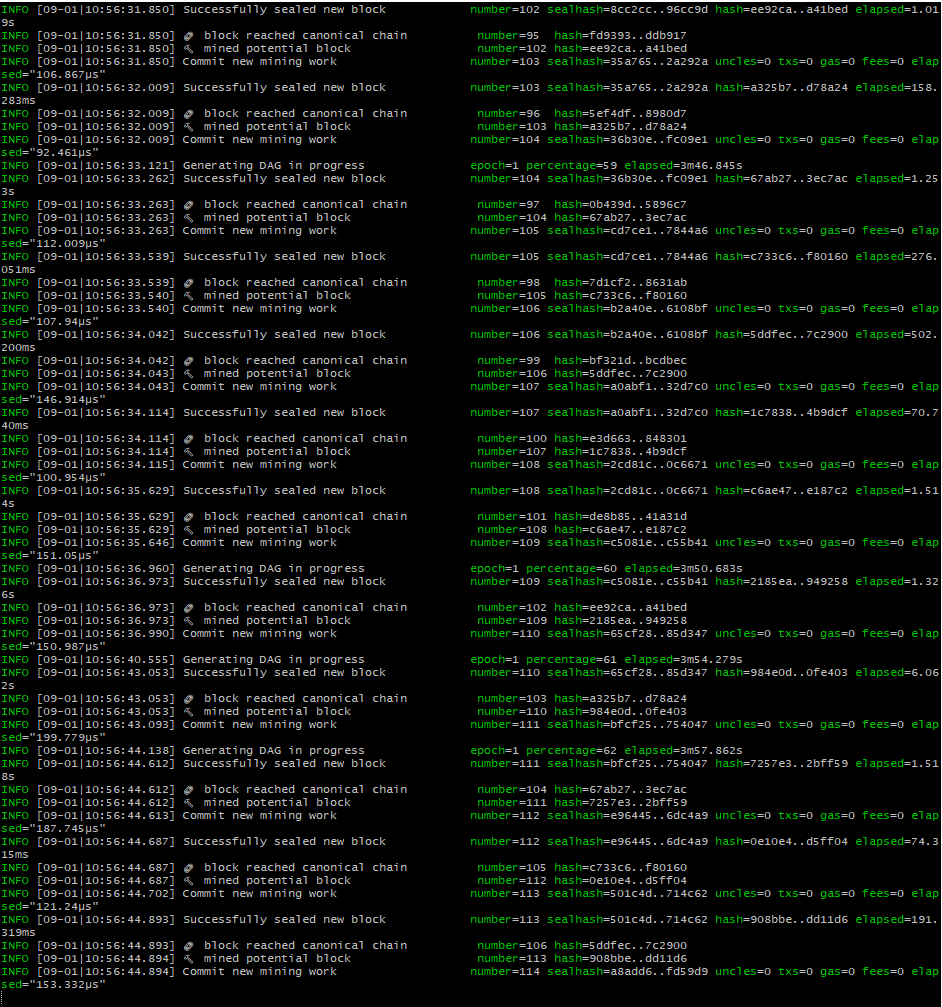 INFO [09-01|10:56:31.850] Successfully sealed new block number=102 sealhash=8cc2cc..96cc9d hash=ee92ca..a41bed elapsed=1.01
9s
INFO [09-01|10:56:31.850] 🔗 block reached canonical chain number=95 hash=fd9393..ddb917
INFO [09-01|10:56:31.850] 🔨 mined potential block number=102 hash=ee92ca..a41bed
INFO [09-01|10:56:31.850] Commit new mining work number=103 sealhash=35a765..2a292a uncles=0 txs=0 gas=0 fees=0 elap
sed="106.867µs"
INFO [09-01|10:56:32.009] Successfully sealed new block number=103 sealhash=35a765..2a292a hash=a325b7..d78a24 elapsed=158.
283ms
INFO [09-01|10:56:32.009] 🔗 block reached canonical chain number=96 hash=5ef4df..8980d7
INFO [09-01|10:56:32.009] 🔨 mined potential block number=103 hash=a325b7..d78a24
INFO [09-01|10:56:32.009] Commit new mining work number=104 sealhash=36b30e..fc09e1 uncles=0 txs=0 gas=0 fees=0 elap
sed="92.461µs"
INFO [09-01|10:56:33.121] Generating DAG in progress epoch=1 percentage=59 elapsed=3m46.845s
INFO [09-01|10:56:33.262] Successfully sealed new block number=104 sealhash=36b30e..fc09e1 hash=67ab27..3ec7ac elapsed=1.25
3s
INFO [09-01|10:56:33.263] 🔗 block reached canonical chain number=97 hash=0b439d..5896c7
INFO [09-01|10:56:33.263] 🔨 mined potential block number=104 hash=67ab27..3ec7ac
INFO [09-01|10:56:33.263] Commit new mining work number=105 sealhash=cd7ce1..7844a6 uncles=0 txs=0 gas=0 fees=0 elap
sed="112.009µs"
INFO [09-01|10:56:33.539] Successfully sealed new block number=105 sealhash=cd7ce1..7844a6 hash=c733c6..f80160 elapsed=276.
051ms
INFO [09-01|10:56:33.539] 🔗 block reached canonical chain number=98 hash=7d1cf2..8631ab
INFO [09-01|10:56:33.540] 🔨 mined potential block number=105 hash=c733c6..f80160
INFO [09-01|10:56:33.540] Commit new mining work number=106 sealhash=b2a40e..6108bf uncles=0 txs=0 gas=0 fees=0 elap
sed="107.94µs"
INFO [09-01|10:56:34.042] Successfully sealed new block number=106 sealhash=b2a40e..6108bf hash=5ddfec..7c2900 elapsed=502.
200ms
INFO [09-01|10:56:34.042] 🔗 block reached canonical chain number=99 hash=bf321d..bcdbec
INFO [09-01|10:56:34.043] 🔨 mined potential block number=106 hash=5ddfec..7c2900
INFO [09-01|10:56:34.043] Commit new mining work number=107 sealhash=a0abf1..32d7c0 uncles=0 txs=0 gas=0 fees=0 elap
sed="146.914µs"
INFO [09-01|10:56:34.114] Successfully sealed new block number=107 sealhash=a0abf1..32d7c0 hash=1c7838..4b9dcf elapsed=70.7
40ms
INFO [09-01|10:56:34.114] 🔗 block reached canonical chain number=100 hash=e3d663..848301
INFO [09-01|10:56:34.114] 🔨 mined potential block number=107 hash=1c7838..4b9dcf
INFO [09-01|10:56:34.115] Commit new mining work number=108 sealhash=2cd81c..0c6671 uncles=0 txs=0 gas=0 fees=0 elap
sed="100.954µs"
INFO [09-01|10:56:35.629] Successfully sealed new block number=108 sealhash=2cd81c..0c6671 hash=c6ae47..e187c2 elapsed=1.51
4s
INFO [09-01|10:56:35.629] 🔗 block reached canonical chain number=101 hash=de8b85..41a31d
INFO [09-01|10:56:35.629] 🔨 mined potential block number=108 hash=c6ae47..e187c2
INFO [09-01|10:56:35.646] Commit new mining work number=109 sealhash=c5081e..c55b41 uncles=0 txs=0 gas=0 fees=0 elap
sed="151.05µs"
INFO [09-01|10:56:36.960] Generating DAG in progress epoch=1 percentage=60 elapsed=3m50.683s
INFO [09-01|10:56:36.973] Successfully sealed new block number=109 sealhash=c5081e..c55b41 hash=2185ea..949258 elapsed=1.32
6s
INFO [09-01|10:56:36.973] 🔗 block reached canonical chain number=102 hash=ee92ca..a41bed
INFO [09-01|10:56:36.973] 🔨 mined potential block number=109 hash=2185ea..949258
INFO [09-01|10:56:36.990] Commit new mining work number=110 sealhash=65cf28..85d347 uncles=0 txs=0 gas=0 fees=0 elap
sed="150.987µs"
INFO [09-01|10:56:40.555] Generating DAG in progress epoch=1 percentage=61 elapsed=3m54.279s
INFO [09-01|10:56:43.053] Successfully sealed new block number=110 sealhash=65cf28..85d347 hash=984e0d..0fe403 elapsed=6.06
2s
INFO [09-01|10:56:43.053] 🔗 block reached canonical chain number=103 hash=a325b7..d78a24
INFO [09-01|10:56:43.053] 🔨 mined potential block number=110 hash=984e0d..0fe403
INFO [09-01|10:56:43.093] Commit new mining work number=111 sealhash=bfcf25..754047 uncles=0 txs=0 gas=0 fees=0 elap
sed="199.779µs"
INFO [09-01|10:56:44.138] Generating DAG in progress epoch=1 percentage=62 elapsed=3m57.862s
INFO [09-01|10:56:44.612] Successfully sealed new block number=111 sealhash=bfcf25..754047 hash=7257e3..2bff59 elapsed=1.51
8s
INFO [09-01|10:56:44.612] 🔗 block reached canonical chain number=104 hash=67ab27..3ec7ac
INFO [09-01|10:56:44.612] 🔨 mined potential block number=111 hash=7257e3..2bff59
INFO [09-01|10:56:44.613] Commit new mining work number=112 sealhash=e96445..6dc4a9 uncles=0 txs=0 gas=0 fees=0 elap
sed="187.745µs"
INFO [09-01|10:56:44.687] Successfully sealed new block number=112 sealhash=e96445..6dc4a9 hash=0e10e4..d5ff04 elapsed=74.3
15ms
INFO [09-01|10:56:44.687] 🔗 block reached canonical chain number=105 hash=c733c6..f80160
INFO [09-01|10:56:44.687] 🔨 mined potential block number=112 hash=0e10e4..d5ff04
INFO [09-01|10:56:44.702] Commit new mining work number=113 sealhash=501c4d..714c62 uncles=0 txs=0 gas=0 fees=0 elap
sed="121.24µs"
INFO [09-01|10:56:44.893] Successfully sealed new block number=113 sealhash=501c4d..714c62 hash=908bbe..dd11d6 elapsed=191.
319ms
INFO [09-01|10:56:44.893] 🔗 block reached canonical chain number=106 hash=5ddfec..7c2900
INFO [09-01|10:56:44.894] 🔨 mined potential block number=113 hash=908bbe..dd11d6
INFO [09-01|10:56:44.894] Commit new mining work number=114 sealhash=a8add6..fd59d9 uncles=0 txs=0 gas=0 fees=0 elap
sed="153.332µs"